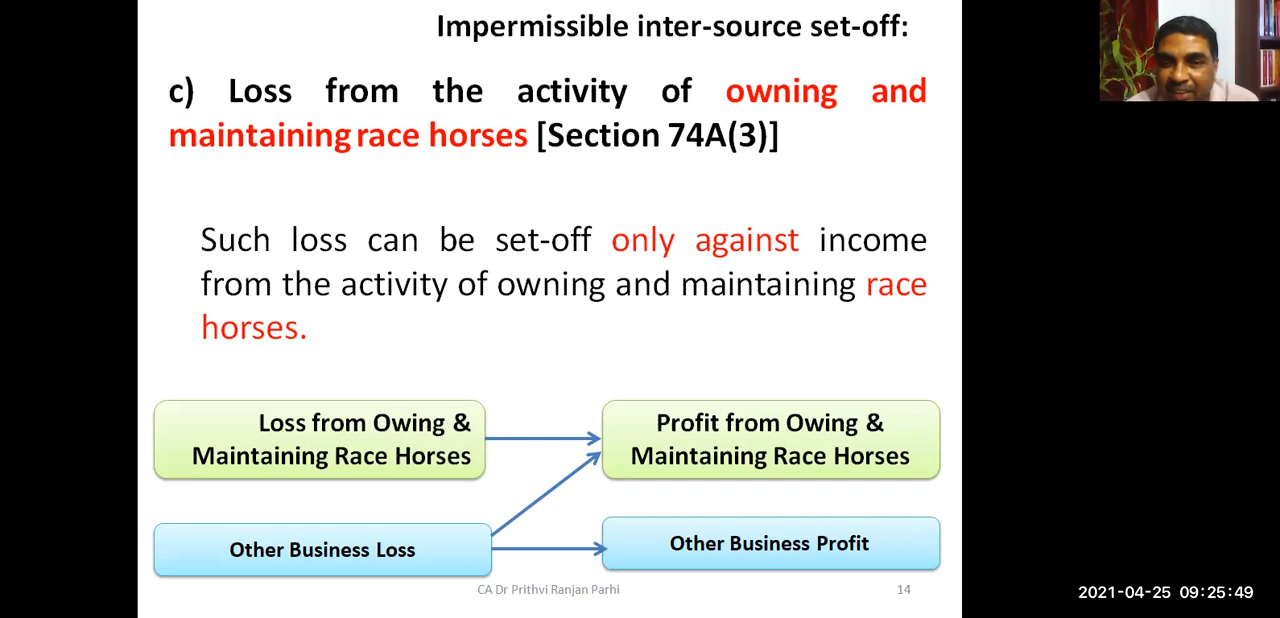 Impermissible inter-source set-off:
c) Loss from the activity of owning and
maintaining race horses [Section 74A(3)]
Such loss can be set-off only against income
from the activity of owning and maintaining race
horses.
Loss from Owing &
Maintaining Race Horses
Profit from Owing &
Maintaining Race Horses
Other Business Loss
Other Business Profit
CA Dr Prithvi Ranjan Parhi
14
2021-04-25 09:25:49